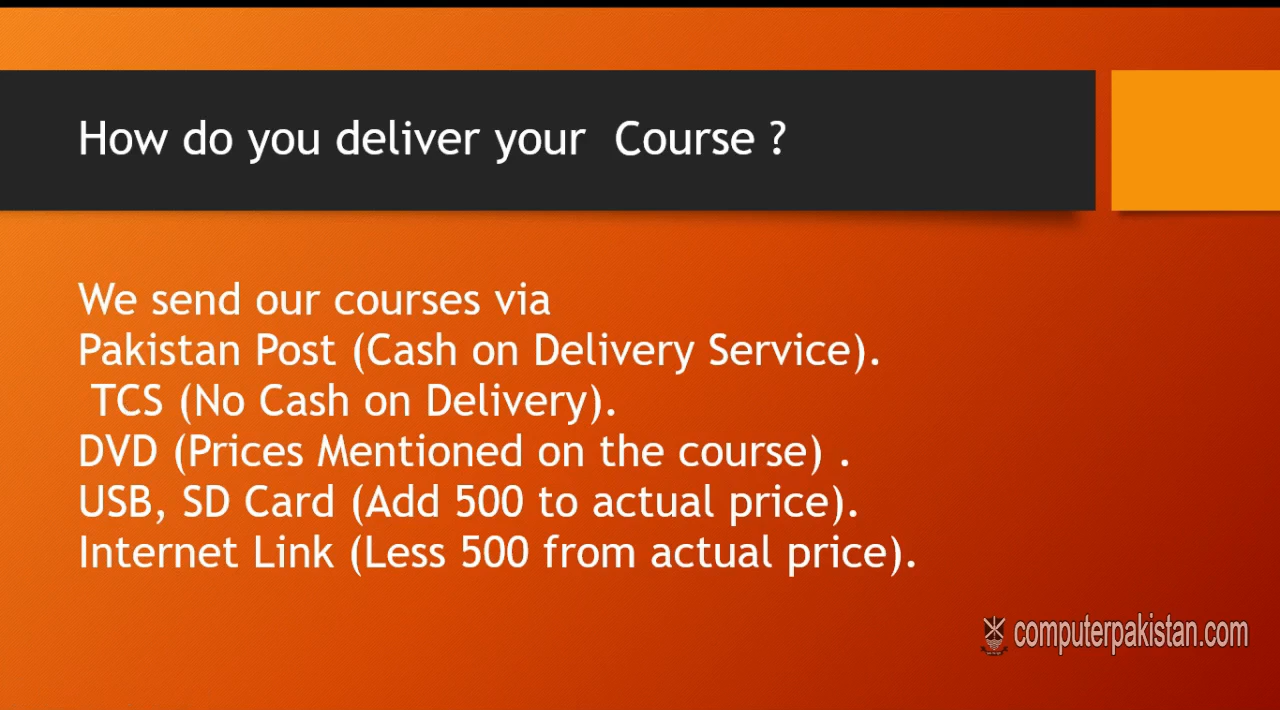 How do you deliver your  Course ?
We send our courses via
Pakistan Post (Cash on Delivery Service).
TCS (No Cash on Delivery).
DVD (Prices Mentioned on the course) .
USB, SD Card (Add 500 to actual price).
Internet Link (Less 500 from actual price).
computerpakistan.com